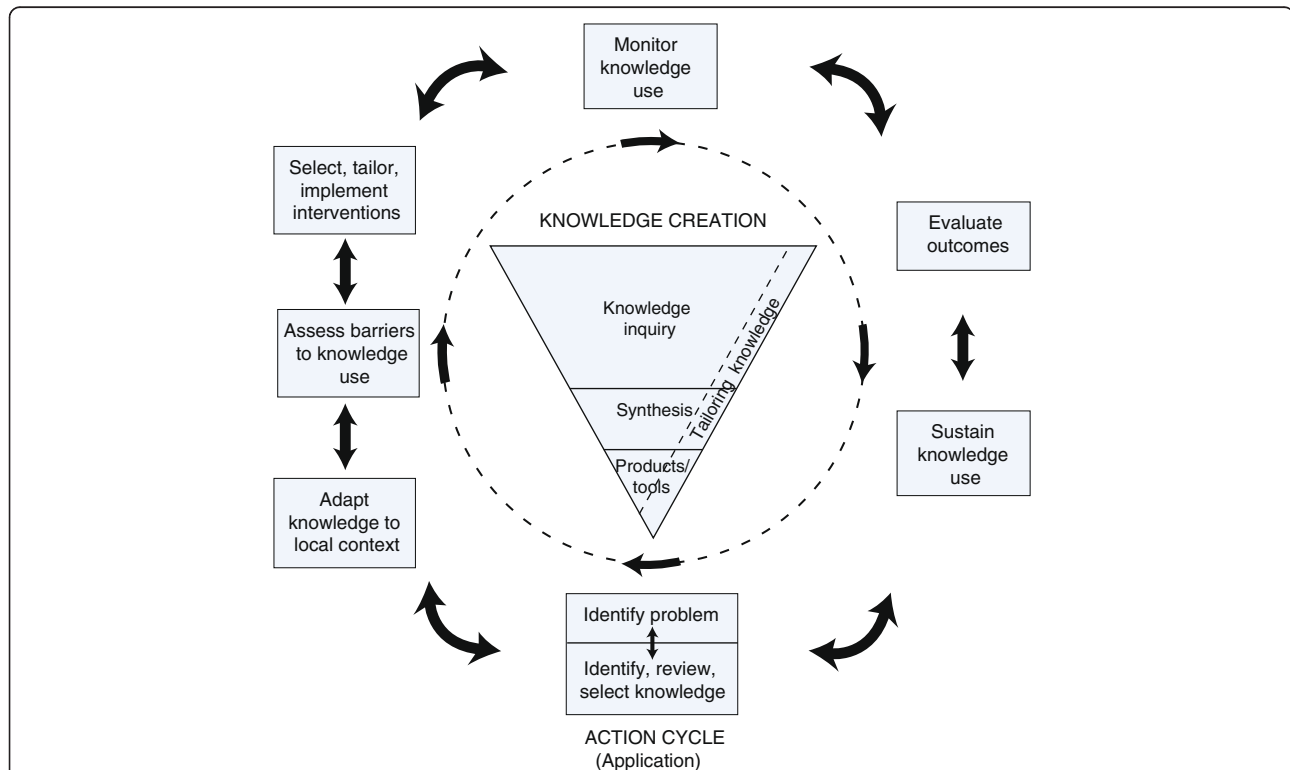 Monitor
knowledge
use
Select, tailor,
implement
interventions
Evaluate
outcomes
KNOWLEDGE CREATION
Knowledge
inquiry
Tailoring knowledge
Assess barriers
to knowledge
use
Synthesis
Products/
tools
Sustain
knowledge
use
Adapt
knowledge to
local context
Identify problem
Identify, review,
select knowledge
ACTION CYCLE
(Application)